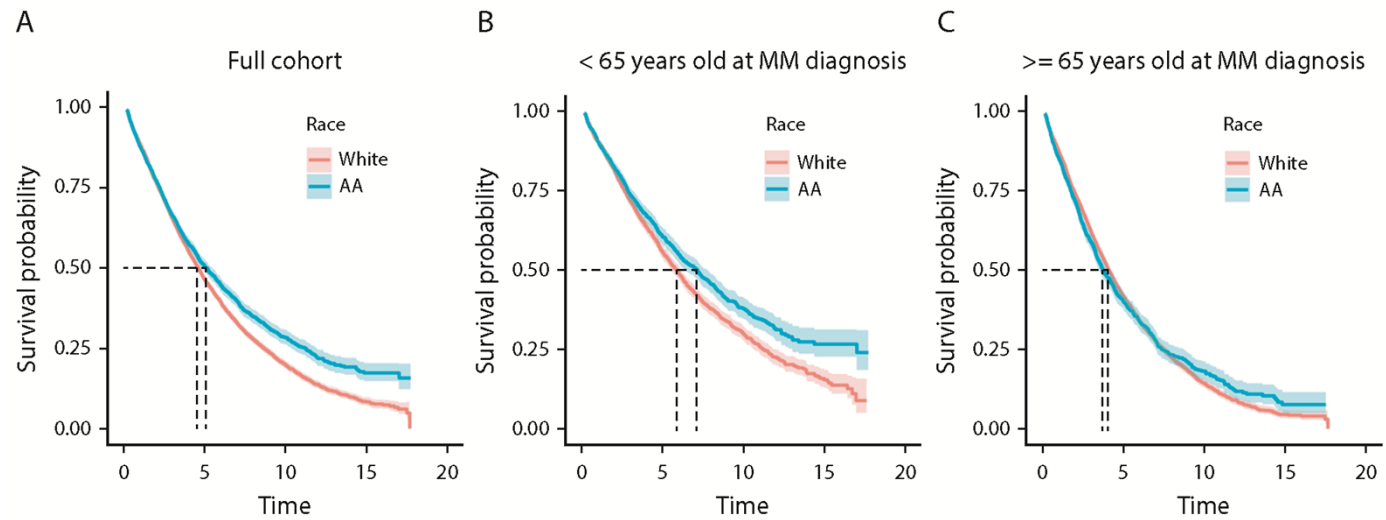 A
Full cohort
Survival probability
1.00
0.75
0.50
0.25
0.00
Race
White
AA
0 5 10 15 20
Time
B
< 65 years old at MM diagnosis
Survival probability
1.00
0.75
0.50
0.25
0.00
Race
White
AA
0 5 10 15 20
Time
C
>= 65 years old at MM diagnosis
Survival probability
1.00
0.75
0.50
0.25
0.00
Race
White
AA
0 5 10 15 20
Time